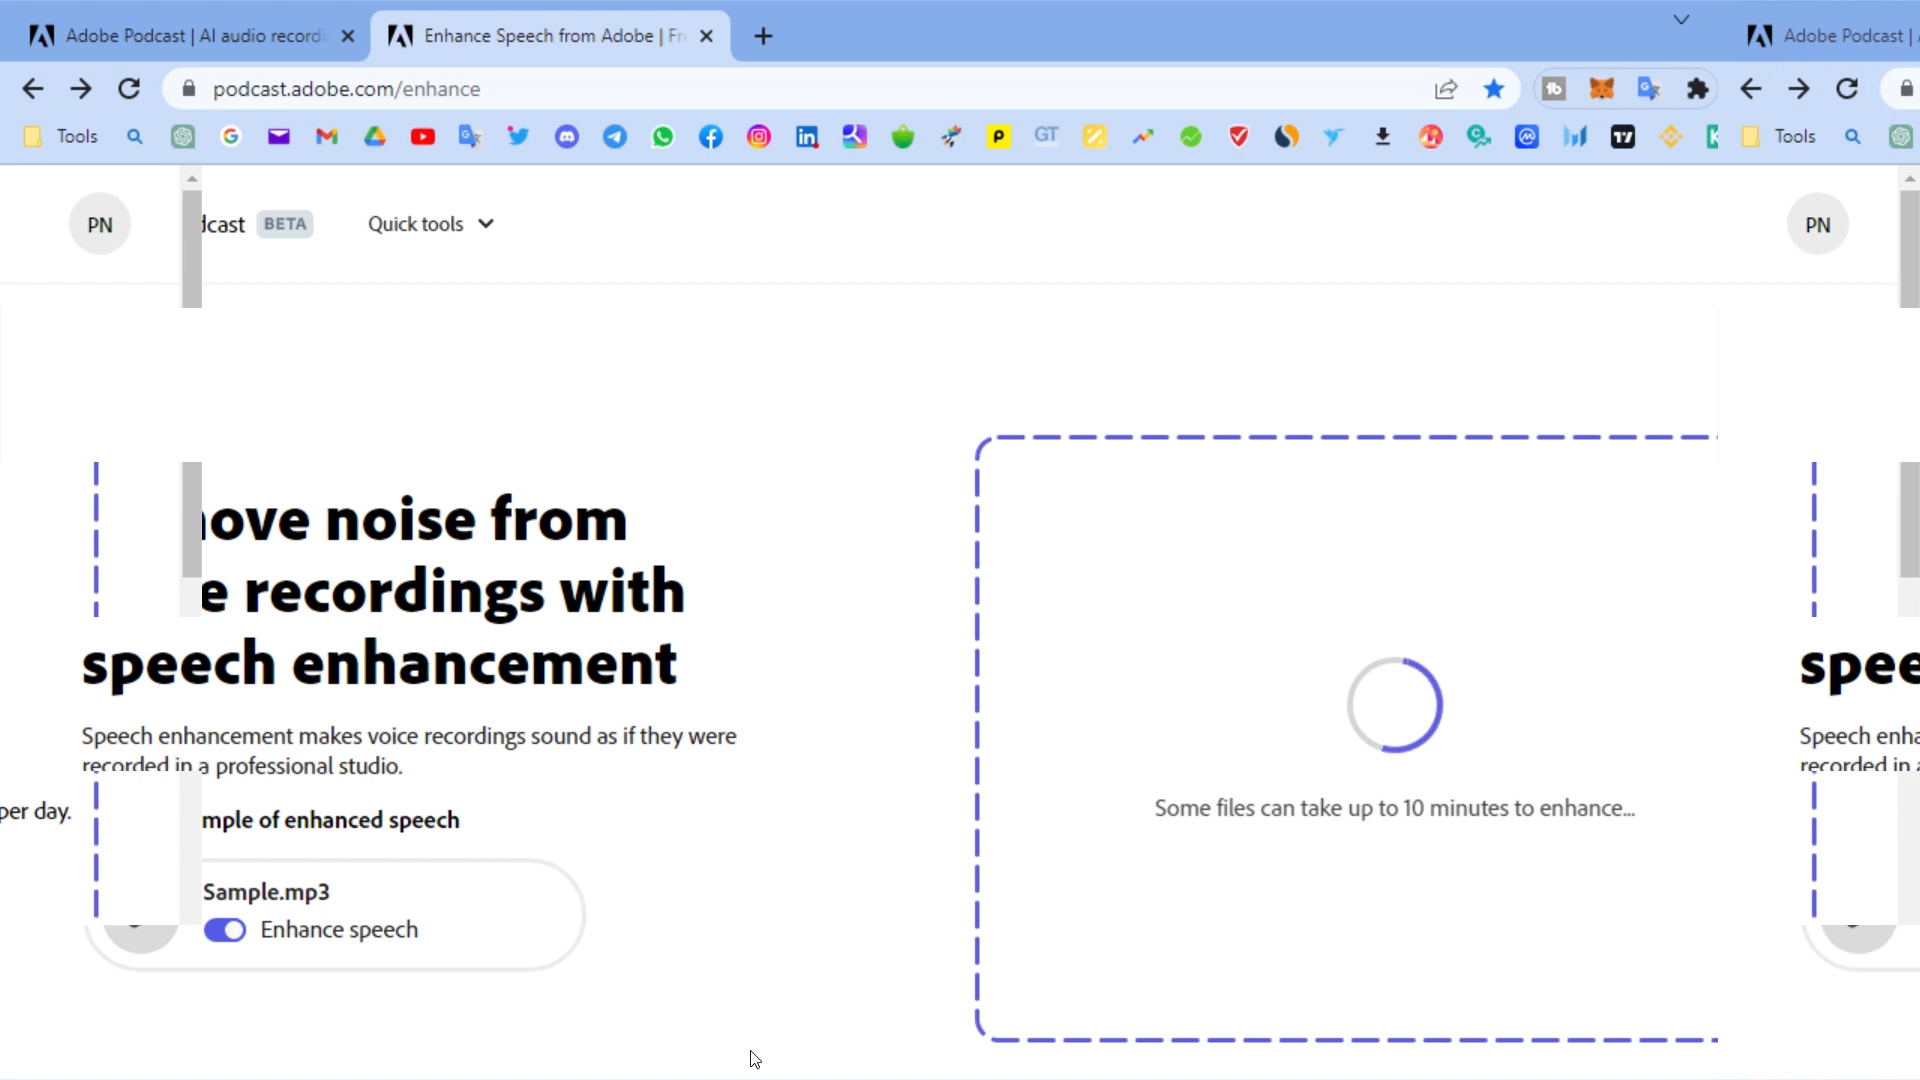 Adobe Podcast | AI audio recordi
Enhance Speech from Adobe | Fr
Adobe Podcast |
podcast.adobe.com/enhance
Tools
GT
Tools
PN
dcast BETA
Quick tools
PN
ove noise from
e recordings with
speech enhancement
spee
Speech enhancement makes voice recordings sound as if they were
recorded in a professional studio.
Speech enha
recorded in a
per day.
mple of enhanced speech
Sample.mp3
Enhance speech
Some files can take up to 10 minutes to enhance...